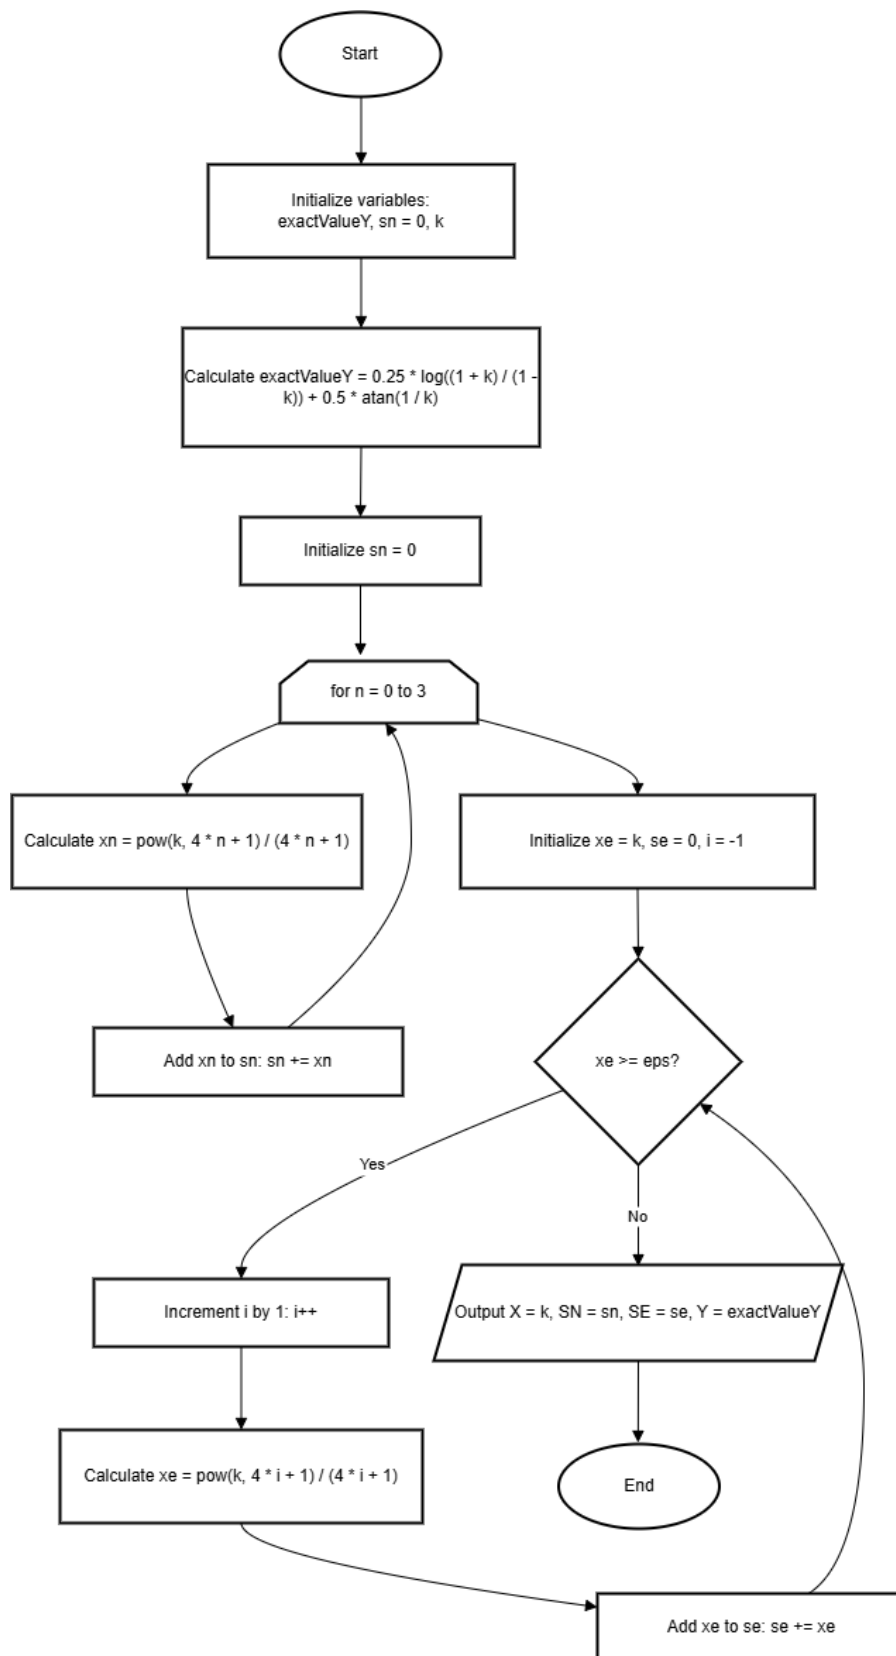 Start
Initialize variables:
exactValueY, sn = 0, k
Calculate exactValueY = 0.25 * log((1 + k) / (1 -
k)) + 0.5 * atan(1 / k)
Initialize sn = 0
for n = 0 to 3
Calculate xn = pow(k, 4 * n + 1) / (4 * n + 1)
Initialize xe = k, se = 0, i = -1
Add xn to sn: sn += xn
xe >= eps?
Yes
No
Increment i by 1: i++
Output X = k, SN = sn, SE = se, Y = exactValueY
Calculate xe = pow(k, 4 * i + 1) / (4 * i + 1)
End
Add xe to se: se += xe